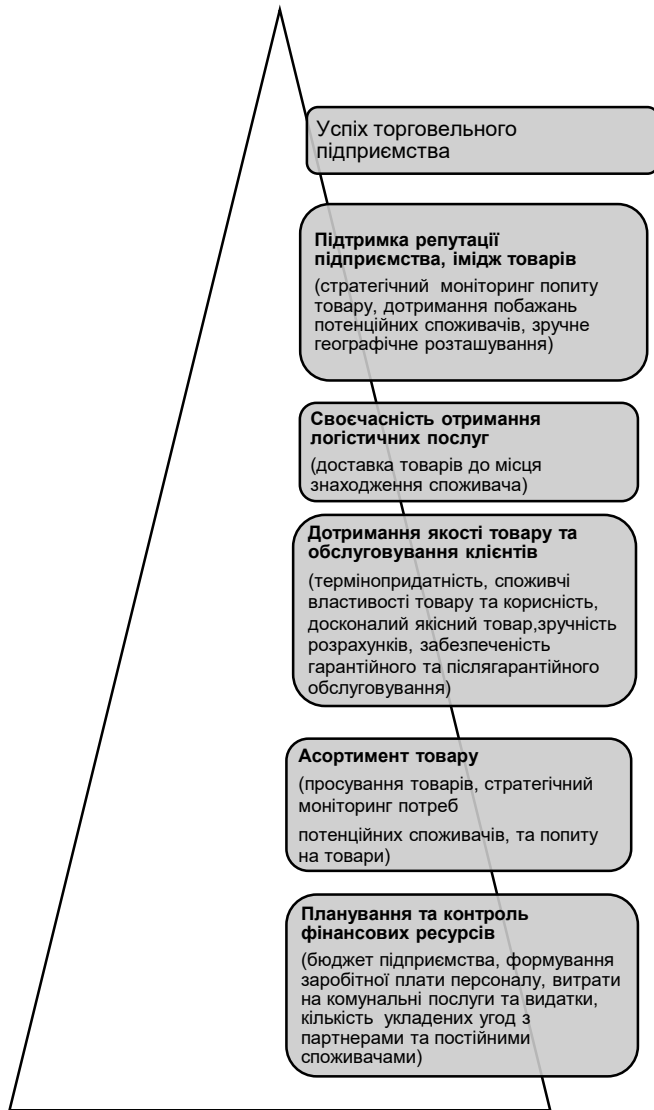 Успіх торговельного
підприємства
Підтримка репутації
підприємства, імідж товарів
(стратегічний моніторинг попиту
товару, дотримання побажань
потенційних споживачів, зручне
географічне розташування)
Своєчасність отримання
логістичних послуг
(доставка товарів до місця
знаходження споживача)
Дотримання якості товару та
обслуговування клієнтів
(термінопридатність, споживчі
властивості товару та корисність,
досконалий якісний товар,зручність
розрахунків, забезпеченість
гарантійного та післягарантійного
обслуговування)
Асортимент товару
(просування товарів, стратегічний
моніторинг потреб
потенційних споживачів, та попиту
на товари)
Планування та контроль
фінансових ресурсів
(бюджет підприємства, формування
заробітної плати персоналу, витрати
на комунальні послуги та видатки,
кількість укладених угод з
партнерами та постійними
споживачами)